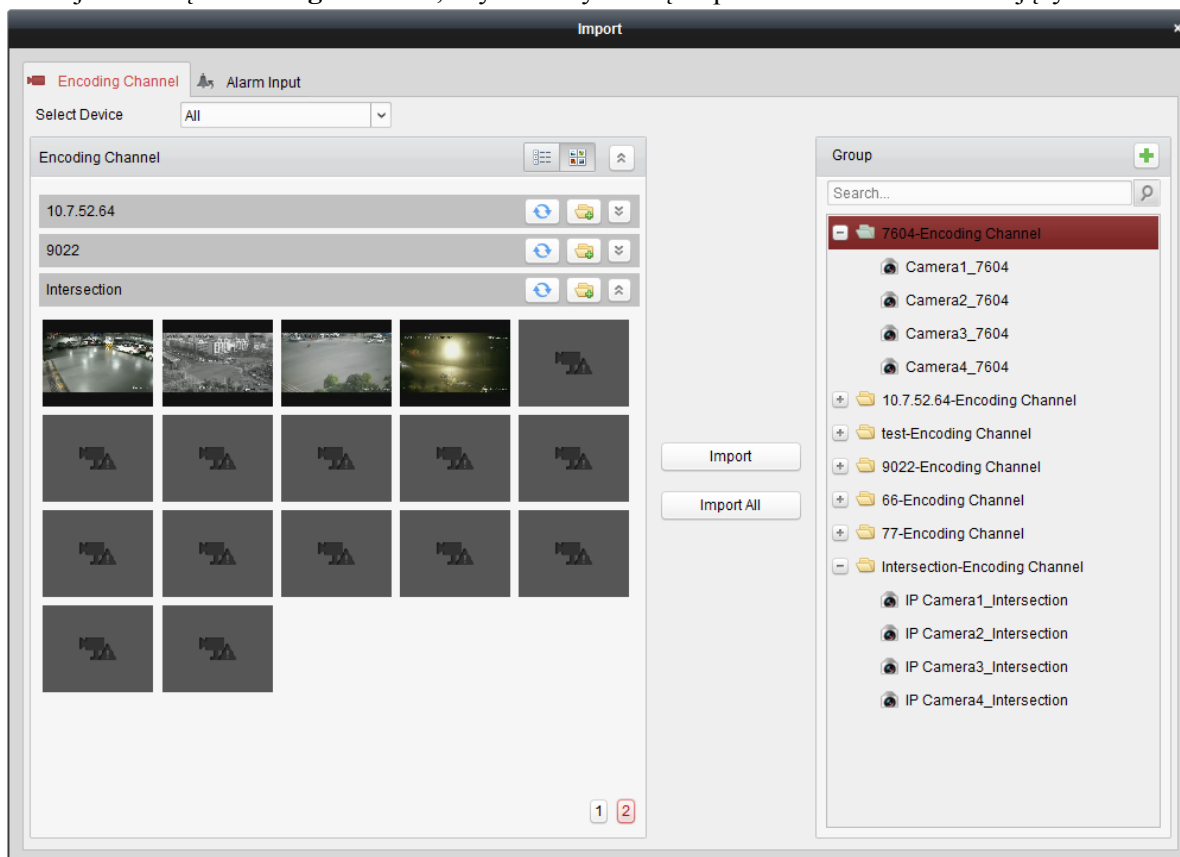 Import
Encoding Channel
Alarm Input
Select Device
All
Encoding Channel
10.7.52.64
9022
Intersection
1 2
Import
Import All
Group
Search...
7604-Encoding Channel
Camera1_7604
Camera2_7604
Camera3_7604
Camera4_7604
10.7.52.64-Encoding Channel
test-Encoding Channel
9022-Encoding Channel
66-Encoding Channel
77-Encoding Channel
Intersection-Encoding Channel
IP Camera1_Intersection
IP Camera2_Intersection
IP Camera3_Intersection
IP Camera4_Intersection